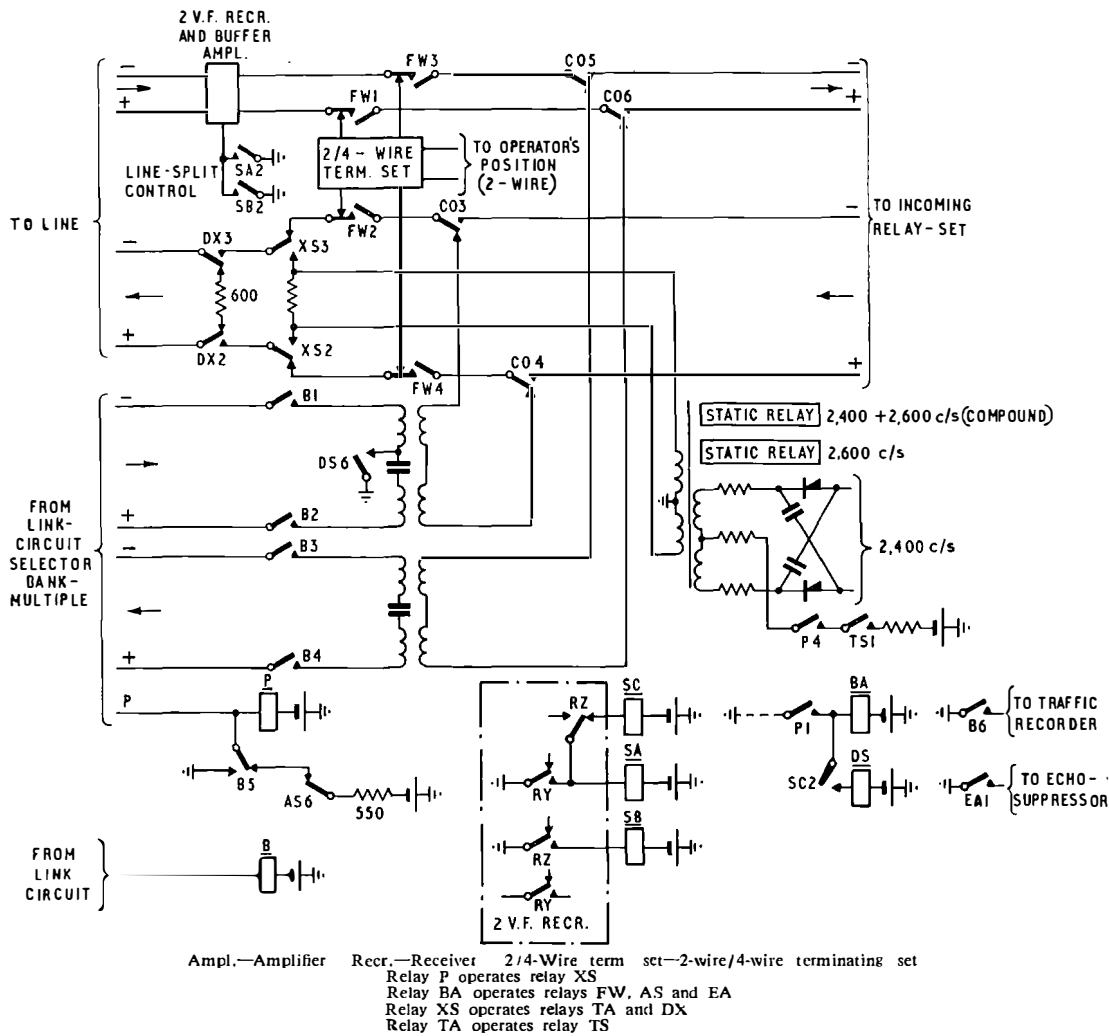 2 V.F. RECR.
AND BUFFER
AMPL.
FW3
CO5
−
−
+
FW1
CO6
+
2/4 - WIRE
TERM. SET
TO OPERATOR'S
POSITION
(2-WIRE)
SA2
LINE-SPLIT
CONTROL
SB2
TO LINE
FW2
CO3
−
TO INCOMING
RELAY-SET
−
DX3
XS3
600
+
DX2
XS2
FW4
CO4
+
−
B1
STATIC RELAY 2,400 + 2,600 c/s (COMPOUND)
STATIC RELAY 2,600 c/s
DS6
FROM
LINK-
CIRCUIT
SELECTOR
BANK-
MULTIPLE
+
B2
−
B3
2,400 c/s
P4
TS1
+
B4
P
P
B5
AS6
550
SC
RZ
SA
RY
SB
RZ
RY
2 V.F. RECR.
BA
P1
DS
SC2
B6
TO TRAFFIC
RECORDER
EA1
TO ECHO-
SUPPRESSOR
FROM
LINK
CIRCUIT
B
Ampl.—Amplifier Recr.—Receiver 2/4-Wire term set—2-wire/4-wire terminating set
Relay P operates relay XS
Relay BA operates relays FW, AS and EA
Relay XS operates relays TA and DX
Relay TA operates relay TS